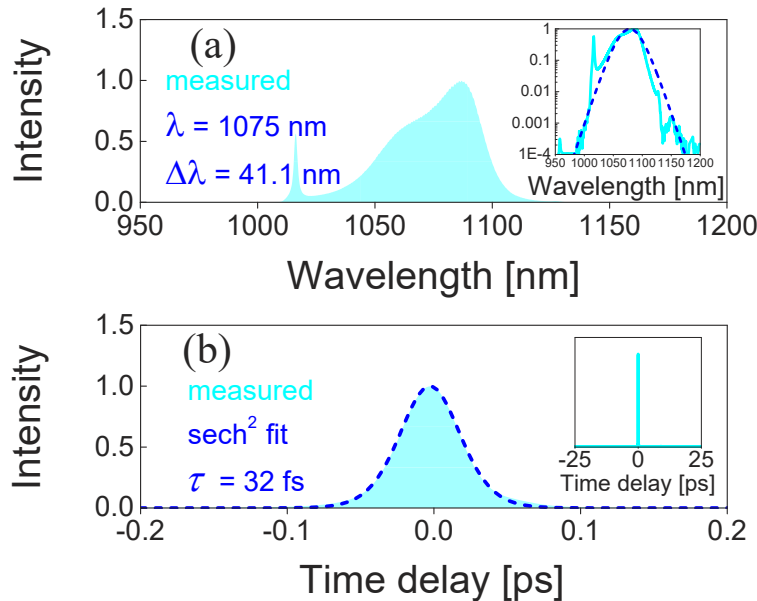 (a)
measured
λ = 1075 nm
Δλ = 41.1 nm
Intensity
1.5
1.0
0.5
0.0
950 1000 1050 1100 1150 1200
Wavelength [nm]
1
0.1
0.01
0.001
1E-4
950 1000 1050 1100 1150 1200
Wavelength [nm]
(b)
measured
sech² fit
τ = 32 fs
Intensity
1.5
1.0
0.5
0.0
-0.2 -0.1 0.0 0.1 0.2
Time delay [ps]
-25 0 25
Time delay [ps]